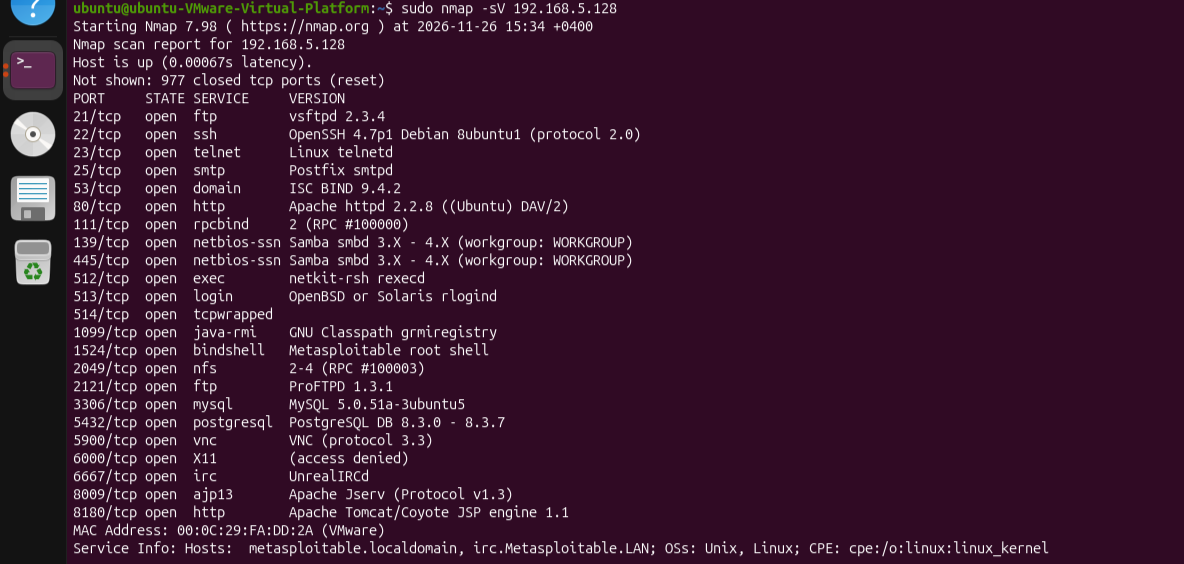 ubuntu@ubuntu-VMware-Virtual-Platform:~$ sudo nmap -sV 192.168.5.128
Starting Nmap 7.98 ( https://nmap.org ) at 2026-11-26 15:34 +0400
Nmap scan report for 192.168.5.128
Host is up (0.00067s latency).
Not shown: 977 closed tcp ports (reset)
PORT     STATE SERVICE     VERSION
21/tcp   open  ftp         vsftpd 2.3.4
22/tcp   open  ssh         OpenSSH 4.7p1 Debian 8ubuntu1 (protocol 2.0)
23/tcp   open  telnet      Linux telnetd
25/tcp   open  smtp        Postfix smtpd
53/tcp   open  domain      ISC BIND 9.4.2
80/tcp   open  http        Apache httpd 2.2.8 ((Ubuntu) DAV/2)
111/tcp  open  rpcbind     2 (RPC #100000)
139/tcp  open  netbios-ssn Samba smbd 3.X - 4.X (workgroup: WORKGROUP)
445/tcp  open  netbios-ssn Samba smbd 3.X - 4.X (workgroup: WORKGROUP)
512/tcp  open  exec        netkit-rsh rexecd
513/tcp  open  login       OpenBSD or Solaris rlogind
514/tcp  open  tcpwrapped
1099/tcp open  java-rmi    GNU Classpath grmiregistry
1524/tcp open  bindshell   Metasploitable root shell
2049/tcp open  nfs         2-4 (RPC #100003)
2121/tcp open  ftp         ProFTPD 1.3.1
3306/tcp open  mysql       MySQL 5.0.51a-3ubuntu5
5432/tcp open  postgresql  PostgreSQL DB 8.3.0 - 8.3.7
5900/tcp open  vnc         VNC (protocol 3.3)
6000/tcp open  X11         (access denied)
6667/tcp open  irc         UnrealIRCd
8009/tcp open  ajp13       Apache Jserv (Protocol v1.3)
8180/tcp open  http        Apache Tomcat/Coyote JSP engine 1.1
MAC Address: 00:0C:29:FA:DD:2A (VMware)
Service Info: Hosts:  metasploitable.localdomain, irc.Metasploitable.LAN; OSs: Unix, Linux; CPE: cpe:/o:linux:linux_kernel